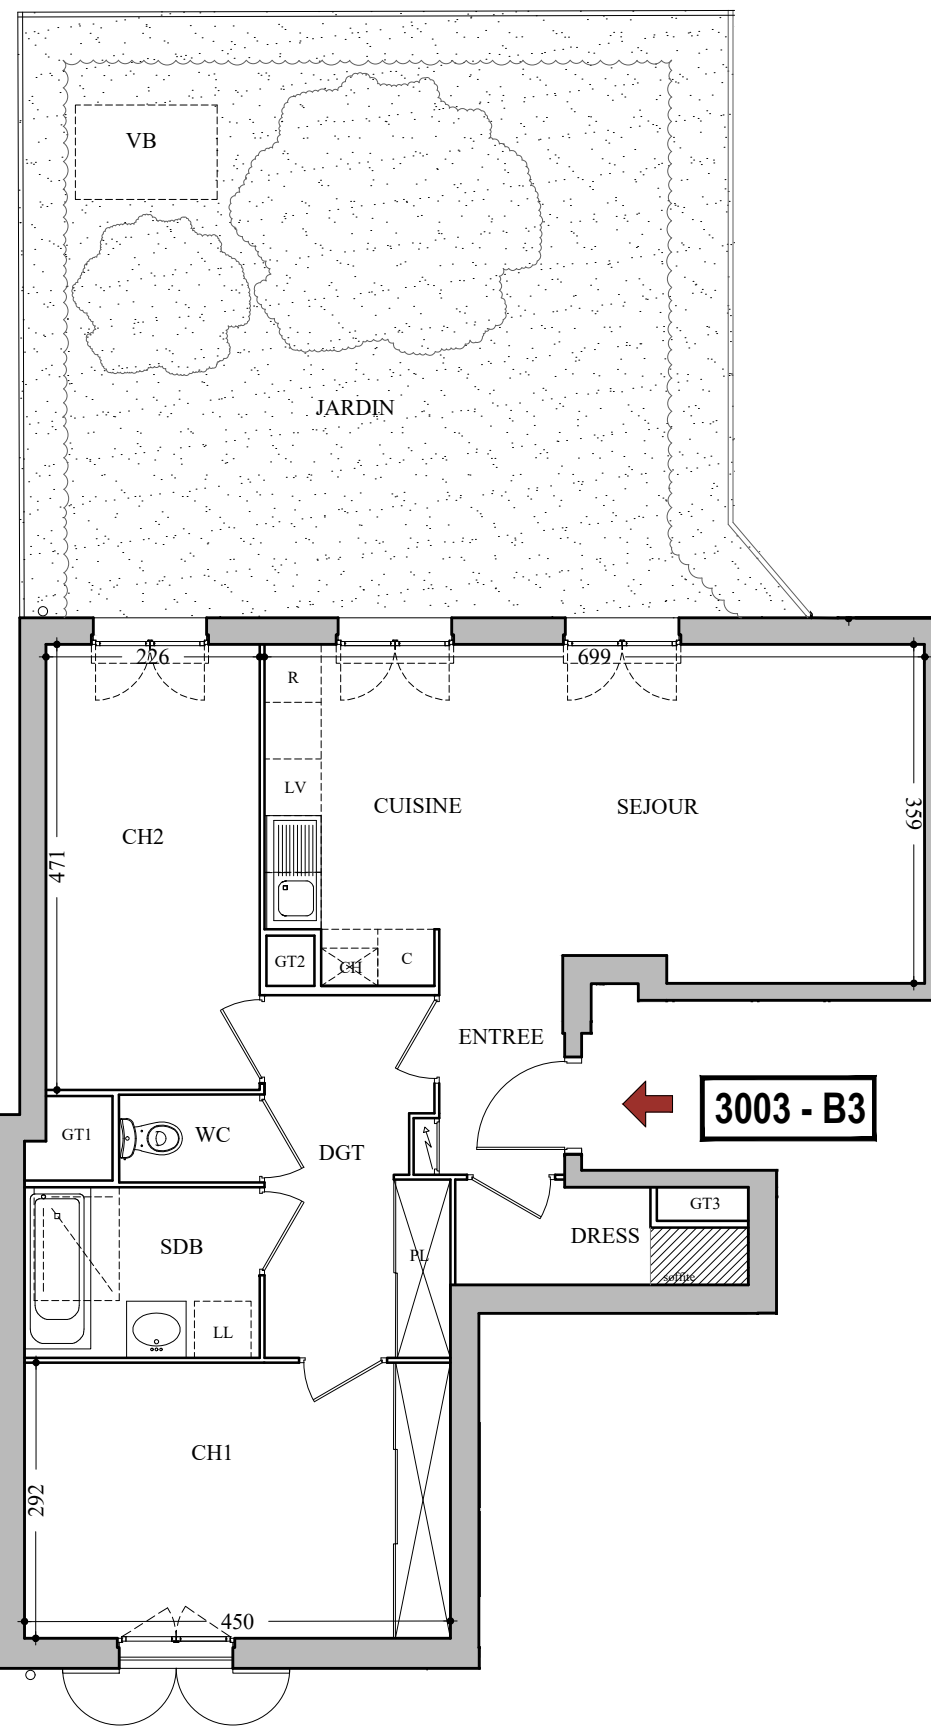 VB
JARDIN
226
699
R
LV
CUISINE
SEJOUR
359
CH2
471
GT2
CH
C
ENTREE
3003 - B3
GT1
WC
DGT
GT3
DRESS
SDB
PL
soffite
LL
CH1
292
450